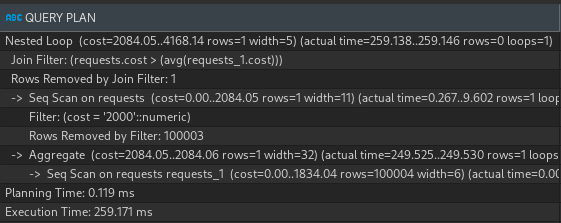 ABC QUERY PLAN
Nested Loop (cost=2084.05..4168.14 rows=1 width=5) (actual time=259.138..259.146 rows=0 loops=1)
Join Filter: (requests.cost > (avg(requests_1.cost)))
Rows Removed by Join Filter: 1
-> Seq Scan on requests (cost=0.00..2084.05 rows=1 width=11) (actual time=0.267..9.602 rows=1 loop
Filter: (cost = '2000'::numeric)
Rows Removed by Filter: 100003
-> Aggregate (cost=2084.05..2084.06 rows=1 width=32) (actual time=249.525..249.530 rows=1 loops
-> Seq Scan on requests requests_1 (cost=0.00..1834.04 rows=100004 width=6) (actual time=0.00
Planning Time: 0.119 ms
Execution Time: 259.171 ms